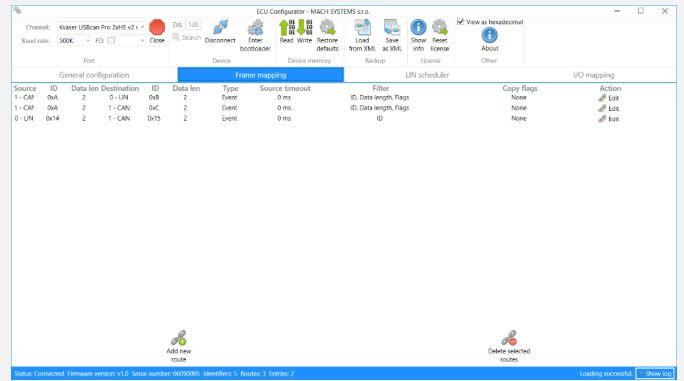 ECU Configurator - MACH SYSTEMS s.r.o.
Channel: Kvaser USBcan Pro 2xHS v2 Close
Baud rate: 500K FD:
Port
DA: 130
Search Disconnect Enter bootloader
Device
Read Write Restore defaults
Device memory
Load from XML Save as XML
Backup
Show info Reset license
License
View as hexadecimal
About
Other
General configuration Frame mapping LIN scheduler I/O mapping
Source ID Data len Destination ID Data len Type Source timeout Filter Copy flags Action
1 - CAN 0xA 2 0 - LIN 0xB 2 Event 0 ms ID, Data length, Flags None Edit
1 - CAN 0xA 2 1 - CAN 0xC 2 Event 0 ms ID, Data length, Flags None Edit
0 - LIN 0x14 2 1 - CAN 0x15 2 Event 0 ms ID None Edit
Add new route
Delete selected routes
Status: Connected Firmware version: v1.0 Serial number: 06090005 Identifiers: 5 Routes: 3 Entries: 2 Loading successful. ^ Show log